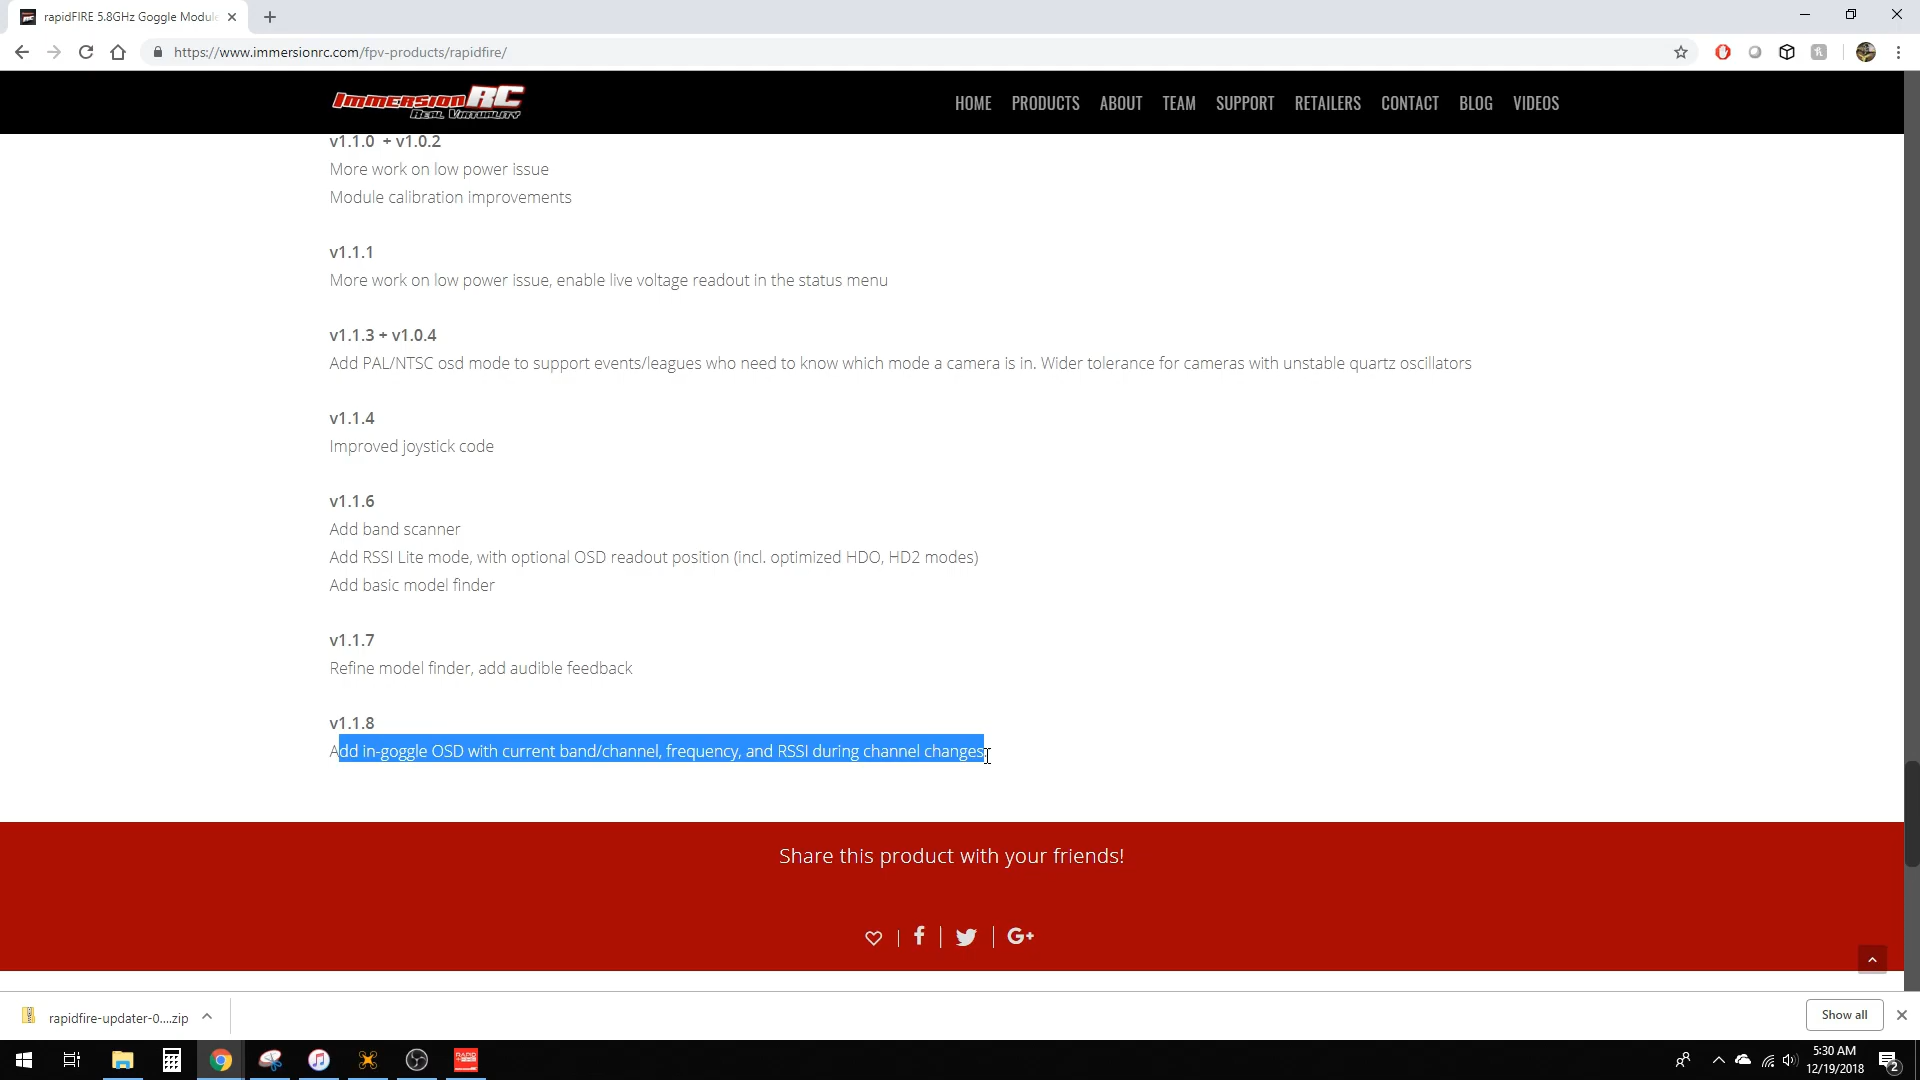 rapidFIRE 5.8GHz Goggle Module
https://www.immersionrc.com/fpv-products/rapidfire/
ImmersionRC
Real Virtuality
HOME PRODUCTS ABOUT TEAM SUPPORT RETAILERS CONTACT BLOG VIDEOS
v1.1.0 + v1.0.2
More work on low power issue
Module calibration improvements
v1.1.1
More work on low power issue, enable live voltage readout in the status menu
v1.1.3 + v1.0.4
Add PAL/NTSC osd mode to support events/leagues who need to know which mode a camera is in. Wider tolerance for cameras with unstable quartz oscillators
v1.1.4
Improved joystick code
v1.1.6
Add band scanner
Add RSSI Lite mode, with optional OSD readout position (incl. optimized HDO, HD2 modes)
Add basic model finder
v1.1.7
Refine model finder, add audible feedback
v1.1.8
Add in-goggle OSD with current band/channel, frequency, and RSSI during channel changes
Share this product with your friends!
G+
rapidfire-updater-0....zip
Show all
RAPID FIRE
5:30 AM
12/19/2018
2